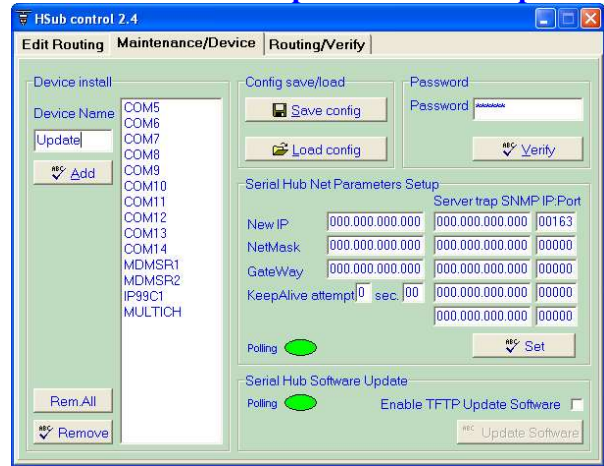 HSub control 2.4
Edit Routing Maintenance/Device Routing/Verify
Device install
Device Name
Update
Add
COM5
COM6
COM7
COM8
COM9
COM10
COM11
COM12
COM13
COM14
MDMSR1
MDMSR2
IP99C1
MULTICH
Rem.All
Remove
Config save/load
Save config
Load config
Password
Password ******
Verify
Serial Hub Net Parameters Setup
Server trap SNMP IP:Port
New IP 000.000.000.000 000.000.000.000 00163
NetMask 000.000.000.000 000.000.000.000 00000
GateWay 000.000.000.000 000.000.000.000 00000
KeepAlive attempt 0 sec. 00 000.000.000.000 00000
000.000.000.000 00000
Polling Set
Serial Hub Software Update
Polling Enable TFTP Update Software
Update Software